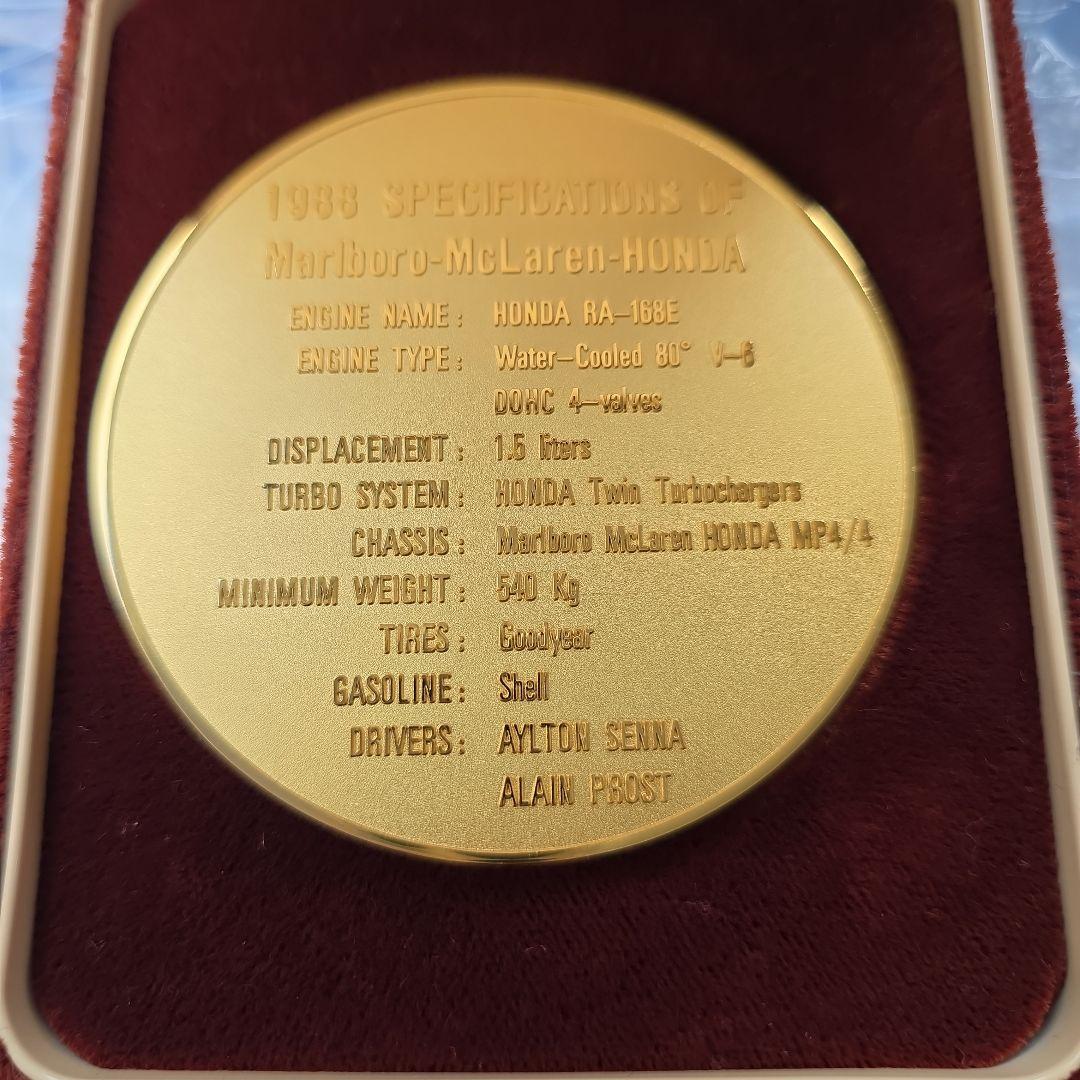 1988 SPECIFICATIONS OF
Marlboro-McLaren-HONDA
ENGINE NAME: HONDA RA-168E
ENGINE TYPE: Water-Cooled 80° V-6
DOHC 4-valves
DISPLACEMENT: 1.5 liters
TURBO SYSTEM: HONDA Twin Turbochargers
CHASSIS: Marlboro McLaren HONDA MP4/4
MINIMUM WEIGHT: 540 Kg
TIRES: Goodyear
GASOLINE: Shell
DRIVERS: AYLTON SENNA
ALAIN PROST